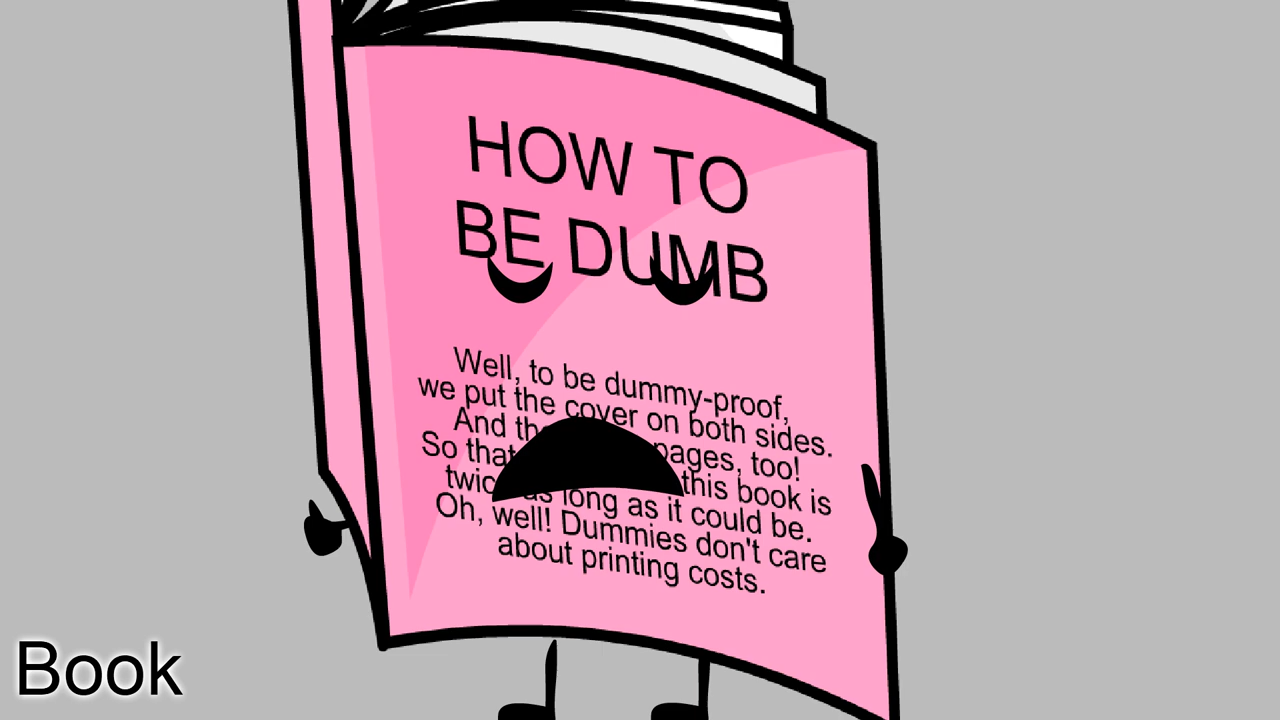 HOW TO
BE DUMB
Well, to be dummy-proof,
we put the cover on both sides.
And the pages, too!
So that this book is
twice as long as it could be.
Oh, well! Dummies don't care
about printing costs.
Book